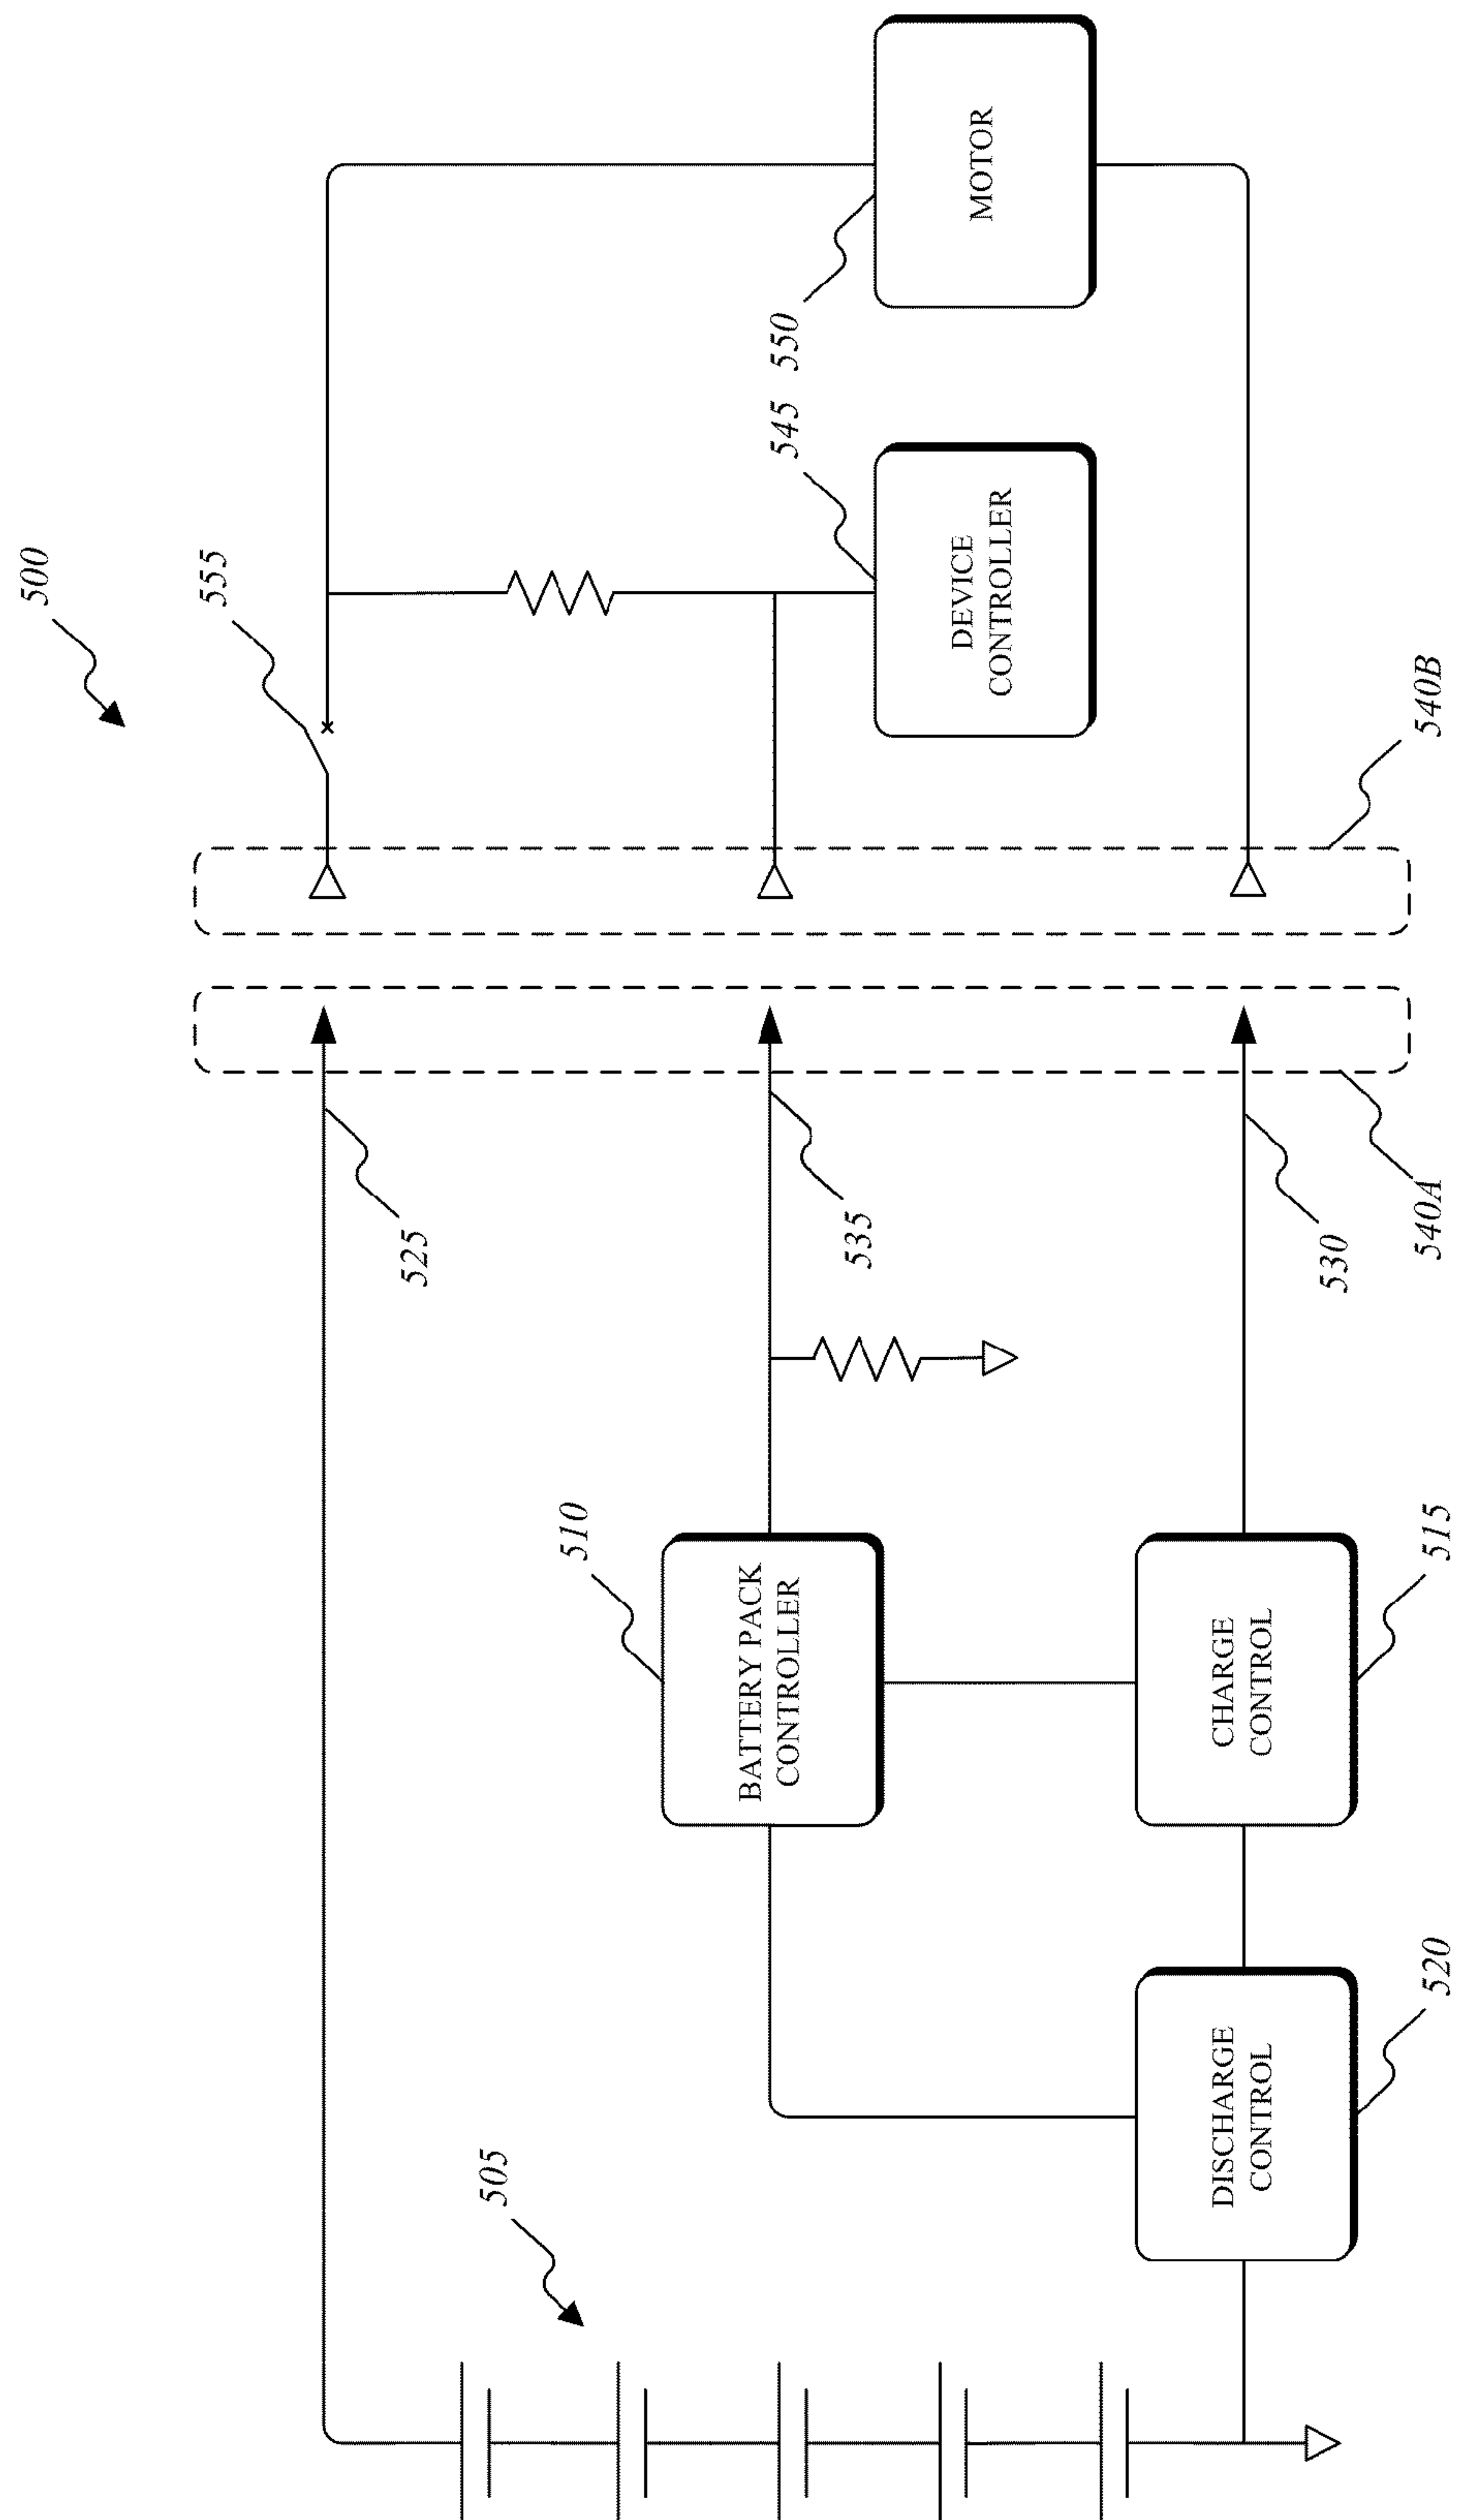 500
555
505
525
510
BATTERY PACK
CONTROLLER
535
545
550
DEVICE
CONTROLLER
MOTOR
DISCHARGE
CONTROL
CHARGE
CONTROL
530
520
515
540A
540B